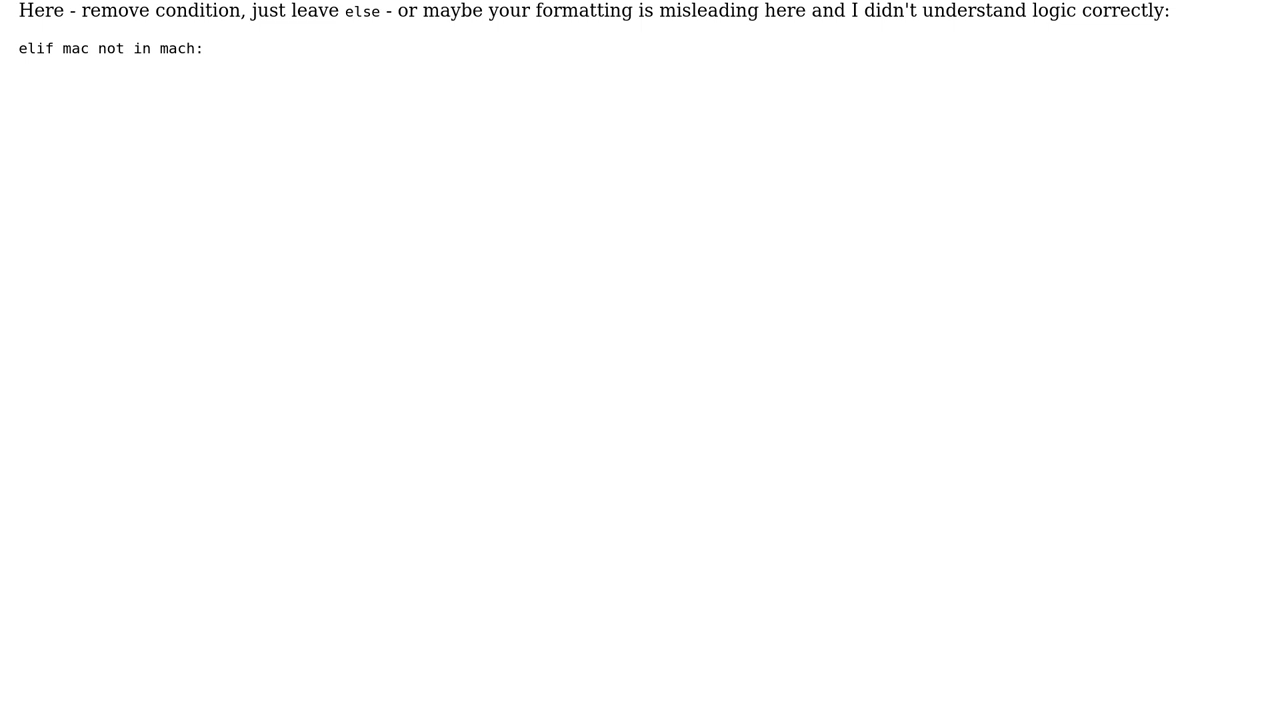 Here - remove condition, just leave else - or maybe your formatting is misleading here and I didn't understand logic correctly:
elif mac not in mach: